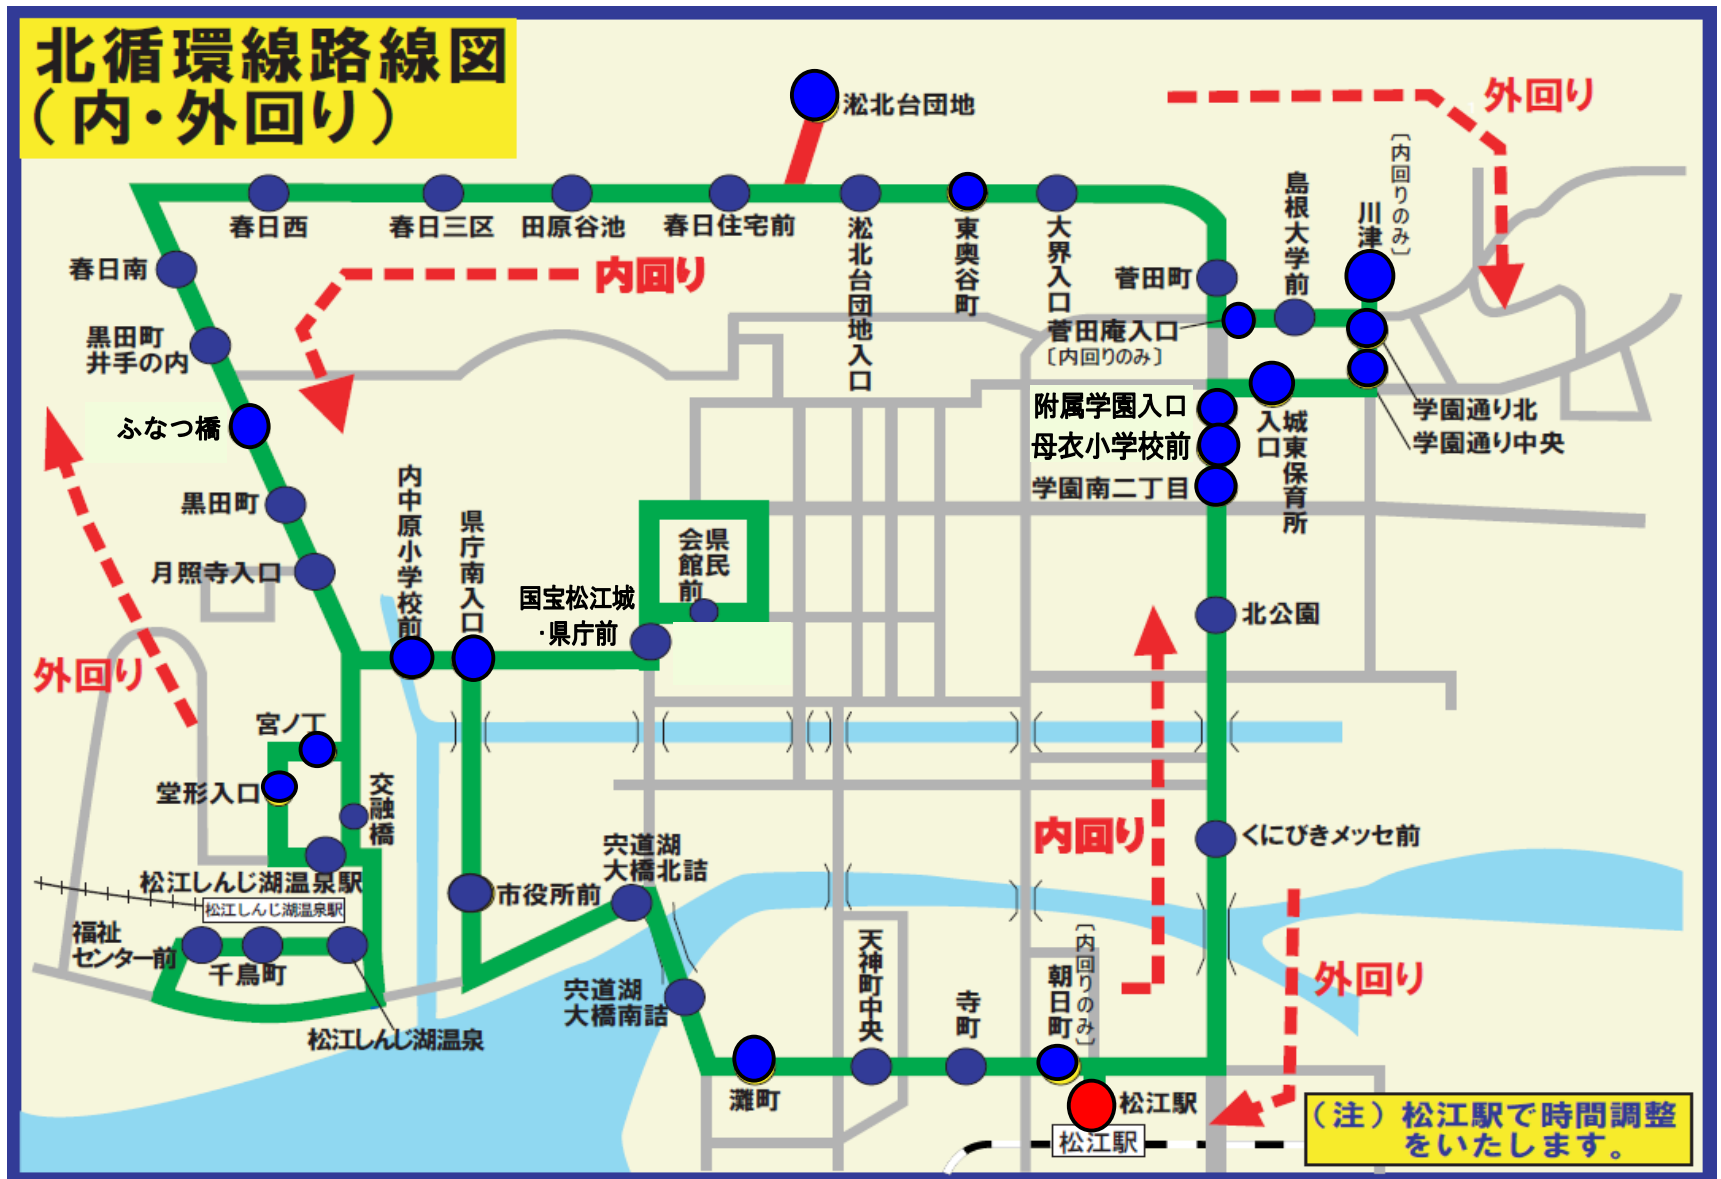 北循環線路線図
（内・外回り）
淞北台団地
外回り
〔内回りのみ〕
川津
島根大学前
春日西
春日三区
田原谷池
春日住宅前
淞北台団地入口
東奥谷町
大界入口
菅田町
菅田庵入口
〔内回りのみ〕
春日南
内回り
黒田町
井手の内
ふなつ橋
附属学園入口
母衣小学校前
学園南二丁目
城東保育所
入口
学園通り北
学園通り中央
黒田町
月照寺入口
内中原小学校前
県庁南入口
県民
会館
前
国宝松江城
・県庁前
北公園
外回り
宮ノ丁
堂形入口
交融橋
松江しんじ湖温泉駅
松江しんじ湖温泉駅
福祉
センター前
千鳥町
松江しんじ湖温泉
市役所前
宍道湖
大橋北詰
宍道湖
大橋南詰
内回り
くにびきメッセ前
灘町
天神町中央
寺町
朝日町
〔内回りのみ〕
外回り
松江駅
松江駅
（注）松江駅で時間調整
をいたします。